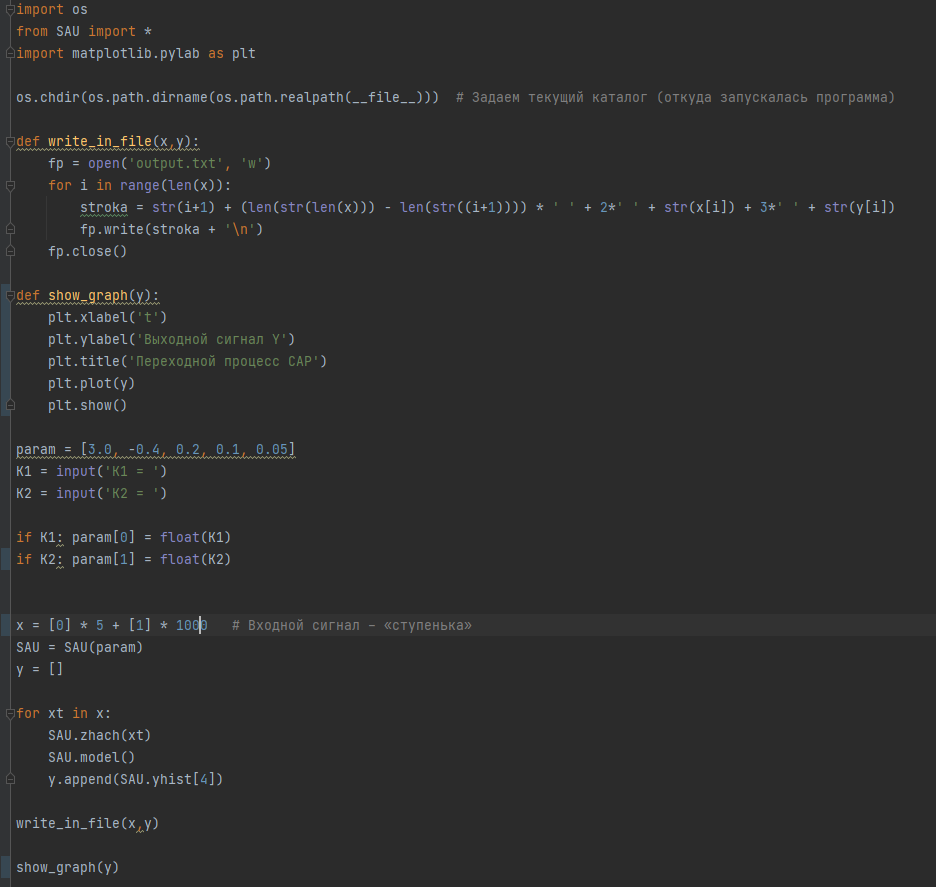 import os
from SAU import *
import matplotlib.pylab as plt
os.chdir(os.path.dirname(os.path.realpath(__file__)))  # Задаем текущий каталог (откуда запускалась программа)
def write_in_file(x,y):
    fp = open('output.txt', 'w')
    for i in range(len(x)):
        stroka = str(i+1) + (len(str(len(x))) - len(str((i+1)))) * ' ' + 2*' ' + str(x[i]) + 3*' ' + str(y[i])
        fp.write(stroka + '\n')
    fp.close()
def show_graph(y):
    plt.xlabel('t')
    plt.ylabel('Выходной сигнал Y')
    plt.title('Переходной процесс САР')
    plt.plot(y)
    plt.show()
param = [3.0, -0.4, 0.2, 0.1, 0.05]
K1 = input('K1 = ')
K2 = input('K2 = ')
if K1: param[0] = float(K1)
if K2: param[1] = float(K2)
x = [0] * 5 + [1] * 1000   # Входной сигнал – «ступенька»
SAU = SAU(param)
y = []
for xt in x:
    SAU.zhach(xt)
    SAU.model()
    y.append(SAU.yhist[4])
write_in_file(x,y)
show_graph(y)